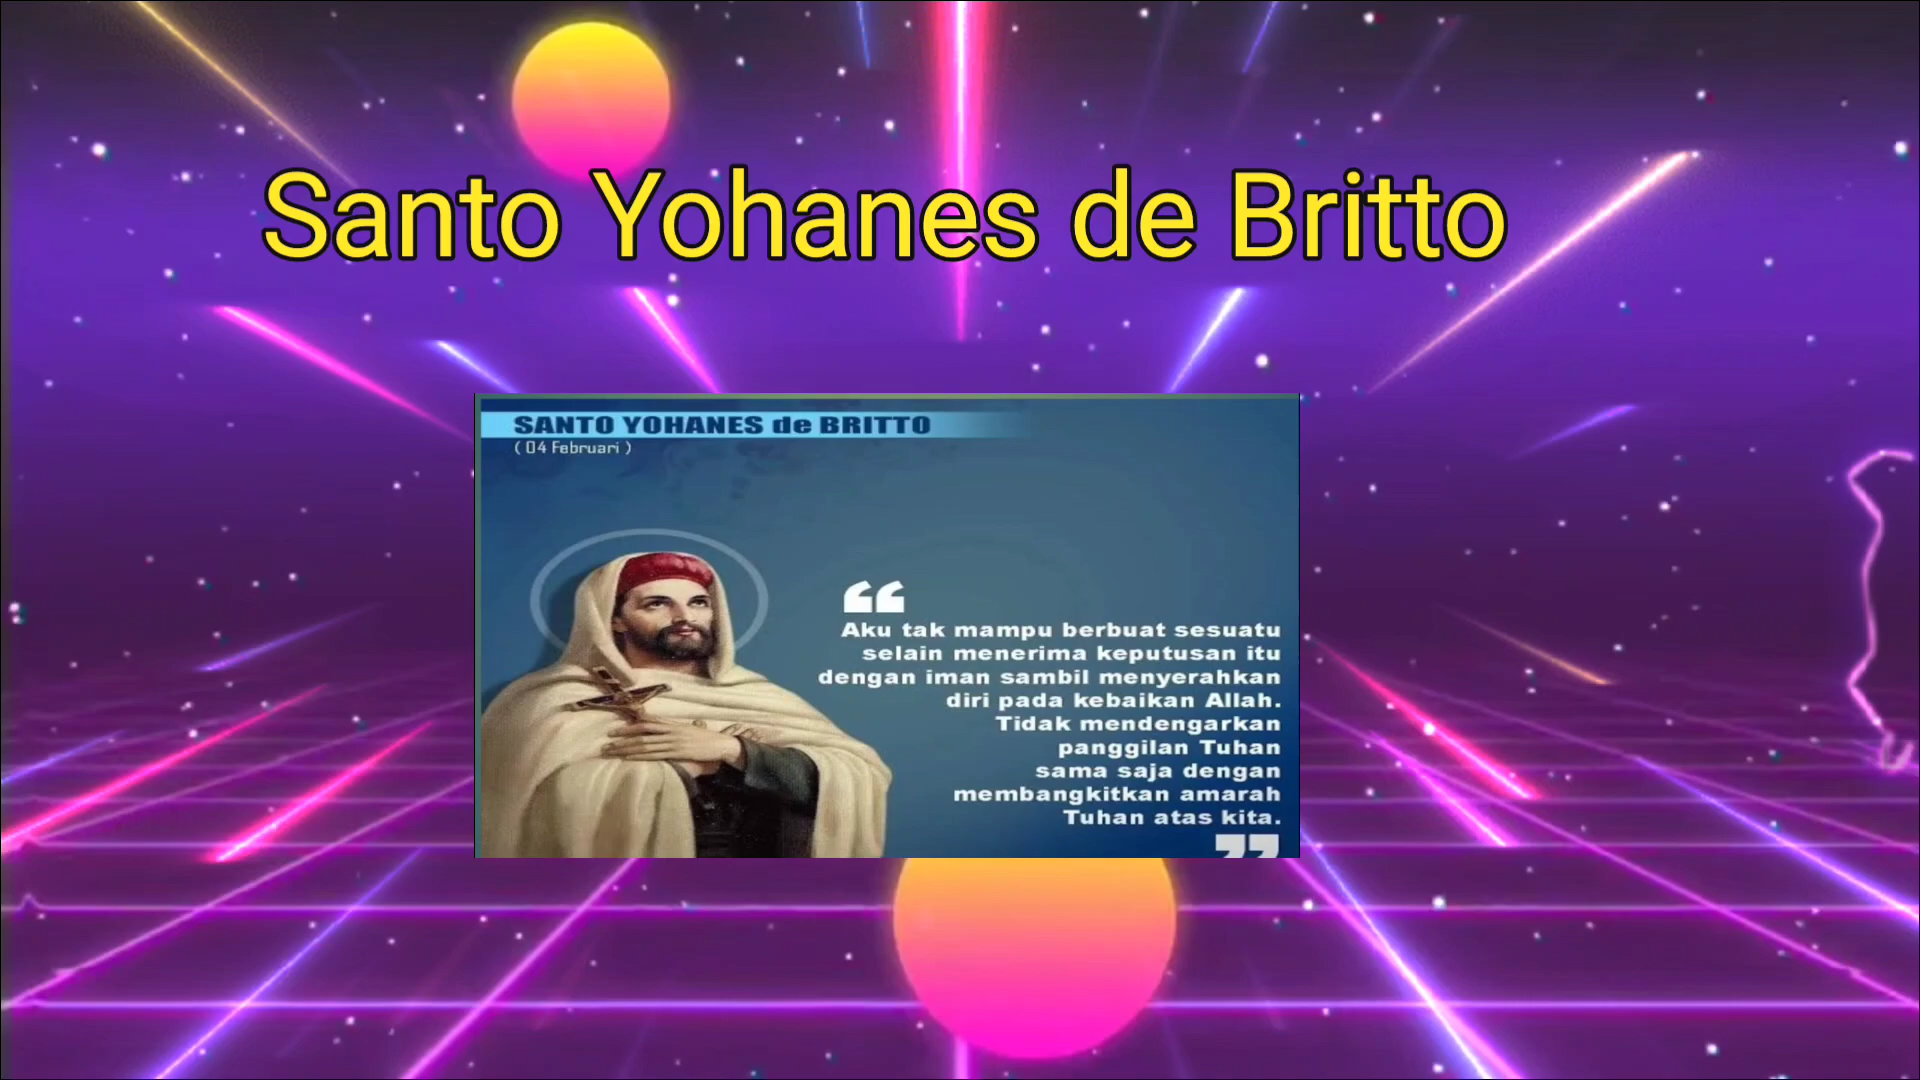 Santo Yohanes de Britto
SANTO YOHANES de BRITTO
( 04 Februari )
“
Aku tak mampu berbuat sesuatu
selain menerima keputusan itu
dengan iman sambil menyerahkan
diri pada kebaikan Allah.
Tidak mendengarkan
panggilan Tuhan
sama saja dengan
membangkitkan amarah
Tuhan atas kita.
”